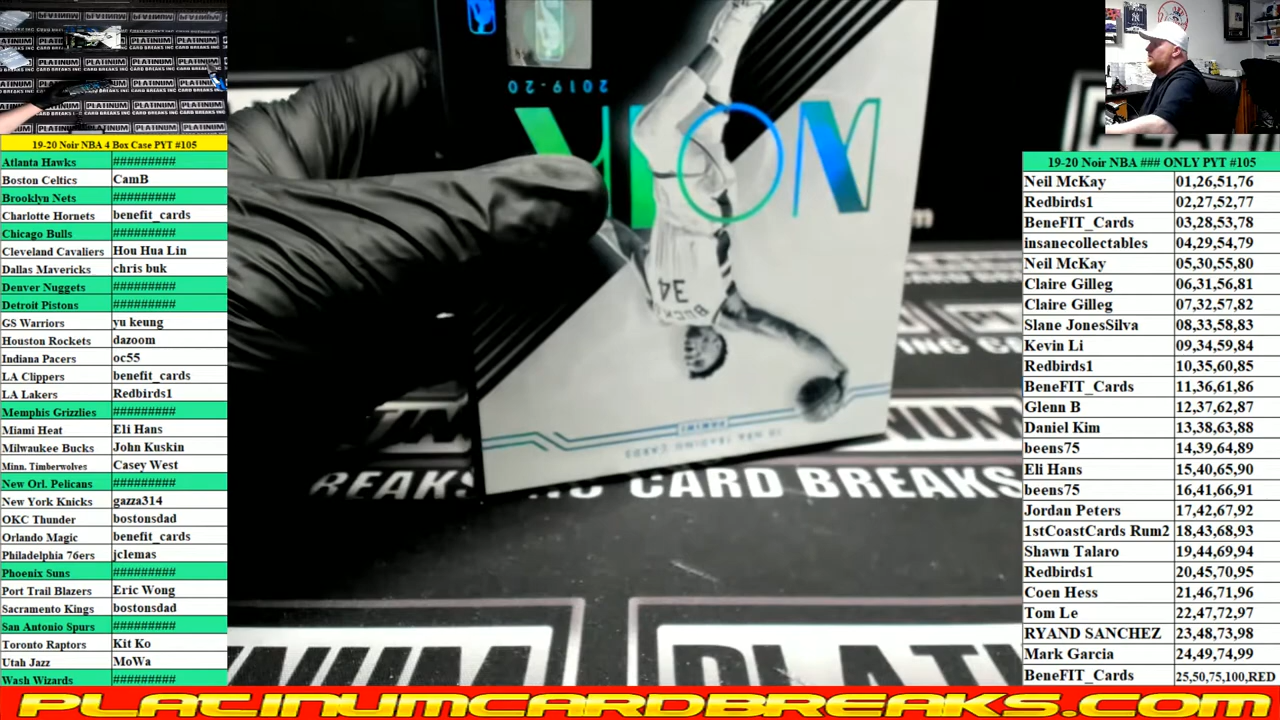 19-20 Noir NBA 4 Box Case PYT #105
Atlanta Hawks #########
Boston Celtics CamB
Brooklyn Nets #########
Charlotte Hornets benefit_cards
Chicago Bulls #########
Cleveland Cavaliers Hou Hua Lin
Dallas Mavericks chris buk
Denver Nuggets #########
Detroit Pistons #########
GS Warriors yu keung
Houston Rockets dazoom
Indiana Pacers oc55
LA Clippers benefit_cards
LA Lakers Redbirds1
Memphis Grizzlies #########
Miami Heat Eli Hans
Milwaukee Bucks John Kuskin
Minn. Timberwolves Casey West
New Orl. Pelicans #########
New York Knicks gazza314
OKC Thunder bostonsdad
Orlando Magic benefit_cards
Philadelphia 76ers jclemas
Phoenix Suns #########
Port Trail Blazers Eric Wong
Sacramento Kings bostonsdad
San Antonio Spurs #########
Toronto Raptors Kit Ko
Utah Jazz MoWa
Wash Wizards #########
2019-20
NOIR
34
BUCKS
PANINI
10 NBA TRADING CARDS
BREAKS INC CARD BREAKS
PLATINUM
19-20 Noir NBA ### ONLY PYT #105
Neil McKay 01,26,51,76
Redbirds1 02,27,52,77
BeneFIT_Cards 03,28,53,78
insanecollectables 04,29,54,79
Neil McKay 05,30,55,80
Claire Gilleg 06,31,56,81
Claire Gilleg 07,32,57,82
Slane JonesSilva 08,33,58,83
Kevin Li 09,34,59,84
Redbirds1 10,35,60,85
BeneFIT_Cards 11,36,61,86
Glenn B 12,37,62,87
Daniel Kim 13,38,63,88
beens75 14,39,64,89
Eli Hans 15,40,65,90
beens75 16,41,66,91
Jordan Peters 17,42,67,92
1stCoastCards Rum2 18,43,68,93
Shawn Talaro 19,44,69,94
Redbirds1 20,45,70,95
Coen Hess 21,46,71,96
Tom Le 22,47,72,97
RYAND SANCHEZ 23,48,73,98
Mark Garcia 24,49,74,99
BeneFIT_Cards 25,50,75,100,RED
PLATINUMCARDBREAKS.COM